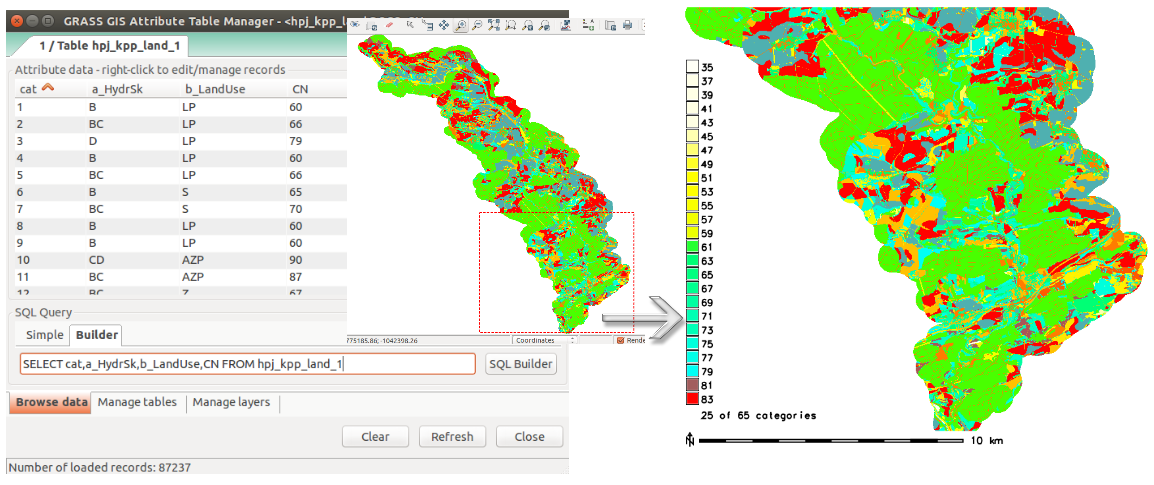 GRASS GIS Attribute Table Manager - <hpj_kpp_l
1 / Table hpj_kpp_land_1
Attribute data - right-click to edit/manage records
cat a_HydrSk b_LandUse CN
1 B LP 60
2 BC LP 66
3 D LP 79
4 B LP 60
5 BC LP 66
6 B S 65
7 BC S 70
8 B LP 60
9 B LP 60
10 CD AZP 90
11 BC AZP 87
12 BC Z 67
SQL Query
Simple Builder
SELECT cat,a_HydrSk,b_LandUse,CN FROM hpj_kpp_land_1
SQL Builder
Browse data Manage tables Manage layers
Clear Refresh Close
Number of loaded records: 87237
775185.86; -1042398.26
Coordinates
Rende
35
37
39
41
43
45
47
49
51
53
55
57
59
61
63
65
67
69
71
73
75
77
79
81
83
25 of 65 categories
N
10 km